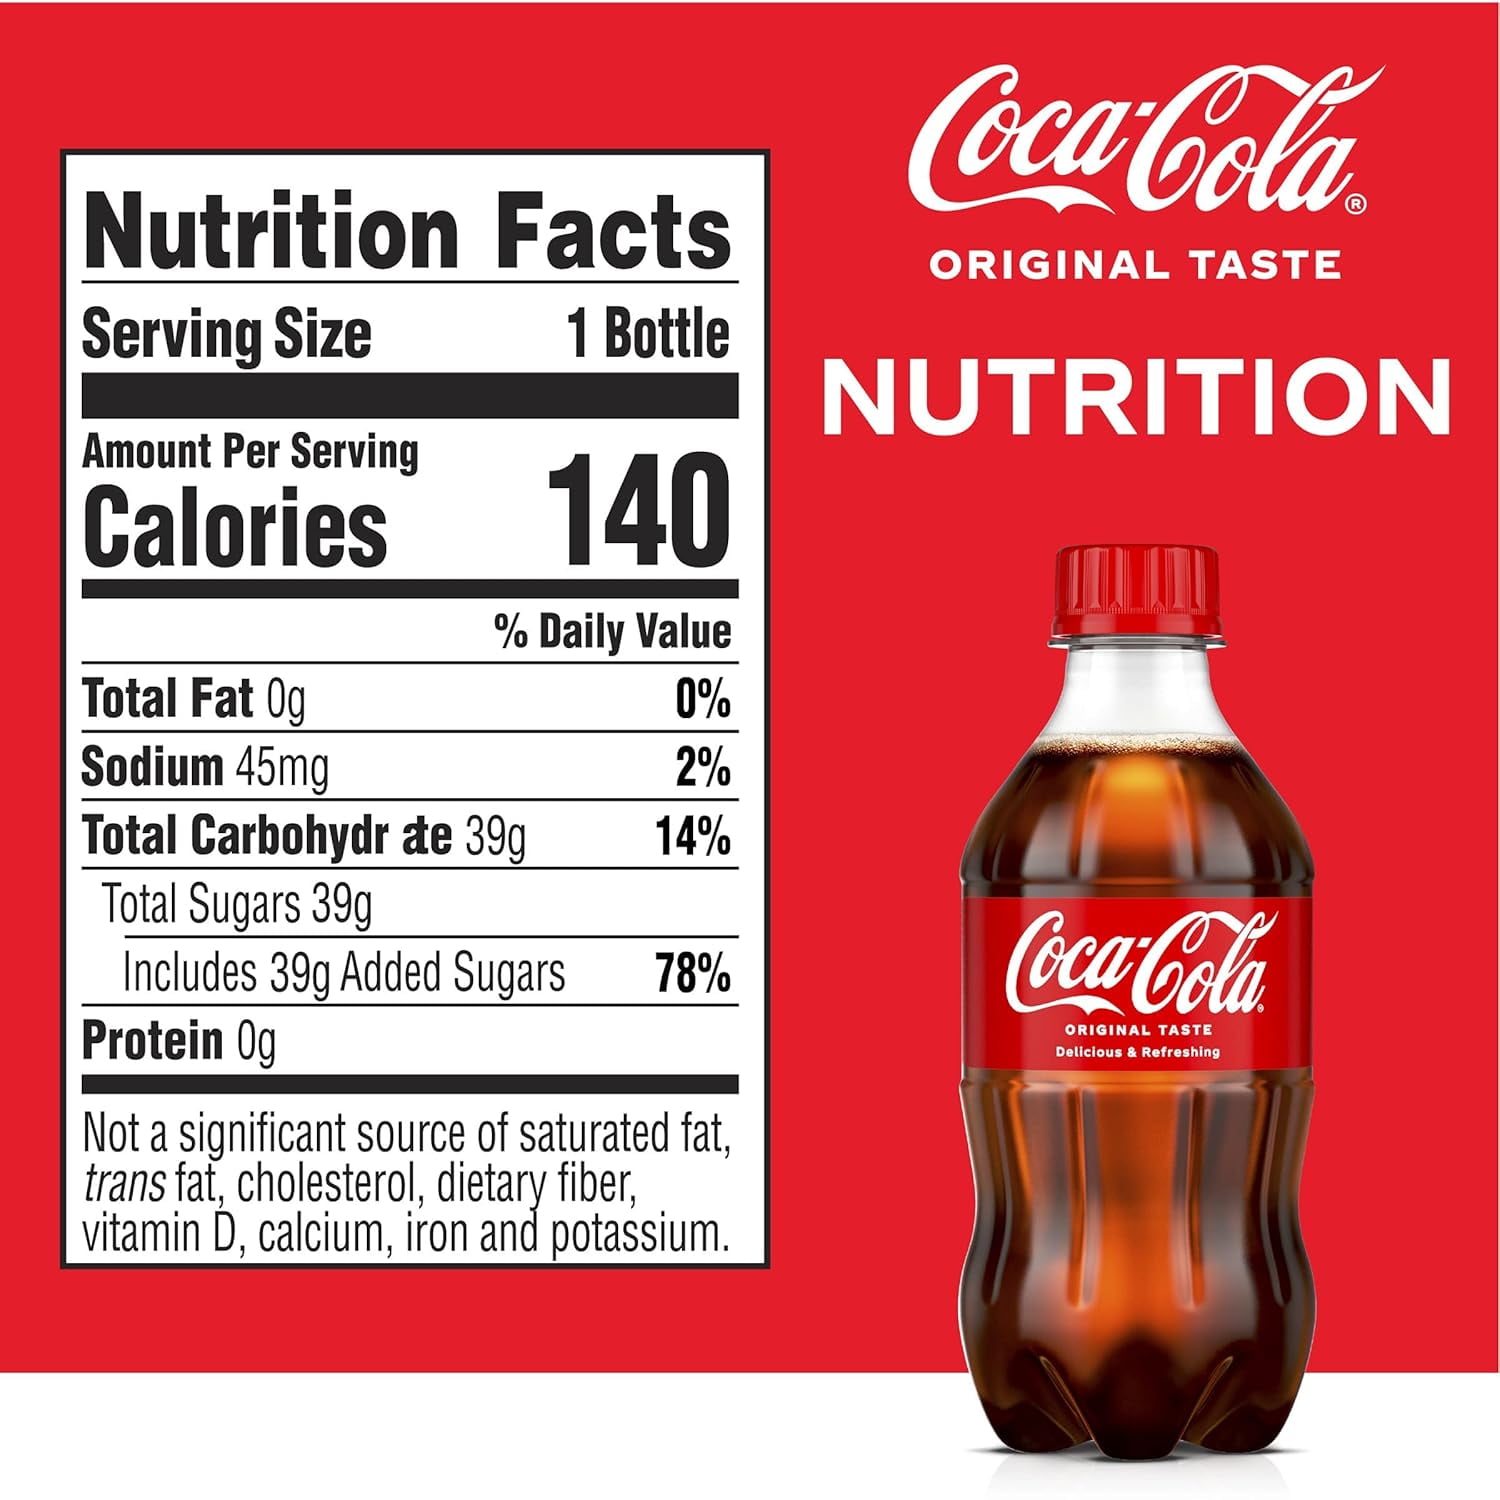 Nutrition Facts
Serving Size 1 Bottle
Amount Per Serving
Calories 140
% Daily Value
Total Fat 0g 0%
Sodium 45mg 2%
Total Carbohydr ate 39g 14%
Total Sugars 39g
Includes 39g Added Sugars 78%
Protein 0g
Not a significant source of saturated fat,
trans fat, cholesterol, dietary fiber,
vitamin D, calcium, iron and potassium.
Coca-Cola®
ORIGINAL TASTE
NUTRITION
Coca-Cola®
ORIGINAL TASTE
Delicious & Refreshing